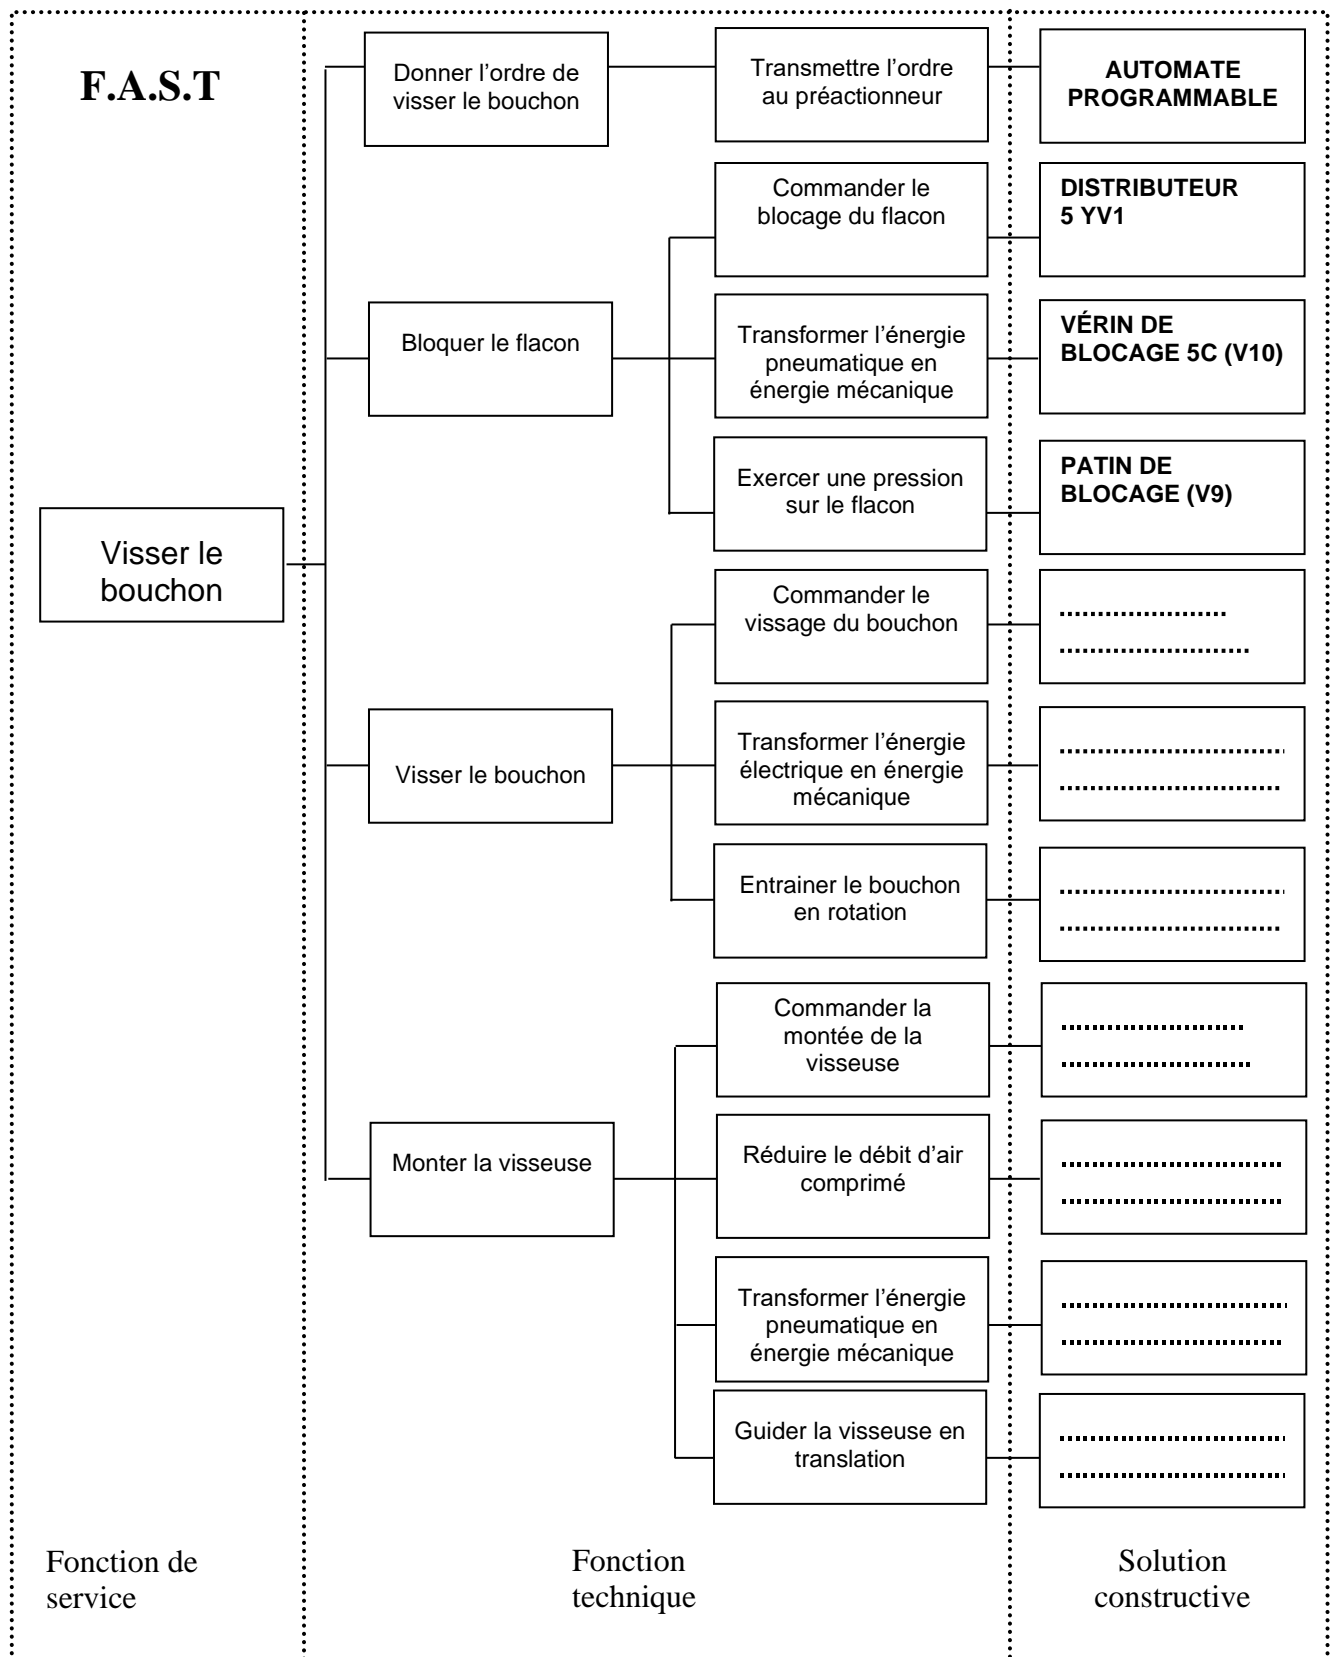 F.A.S.T
Donner l'ordre de
visser le bouchon
Transmettre l'ordre
au préactionneur
AUTOMATE
PROGRAMMABLE
Commander le
blocage du flacon
DISTRIBUTEUR
5 YV1
Bloquer le flacon
Transformer l'énergie
pneumatique en
énergie mécanique
VÉRIN DE
BLOCAGE 5C (V10)
Exercer une pression
sur le flacon
PATIN DE
BLOCAGE (V9)
Visser le
bouchon
Commander le
vissage du bouchon
Visser le bouchon
Transformer l'énergie
électrique en énergie
mécanique
Entrainer le bouchon
en rotation
Commander la
montée de la
visseuse
Monter la visseuse
Réduire le débit d'air
comprimé
Transformer l'énergie
pneumatique en
énergie mécanique
Guider la visseuse en
translation
Fonction de
service
Fonction
technique
Solution
constructive